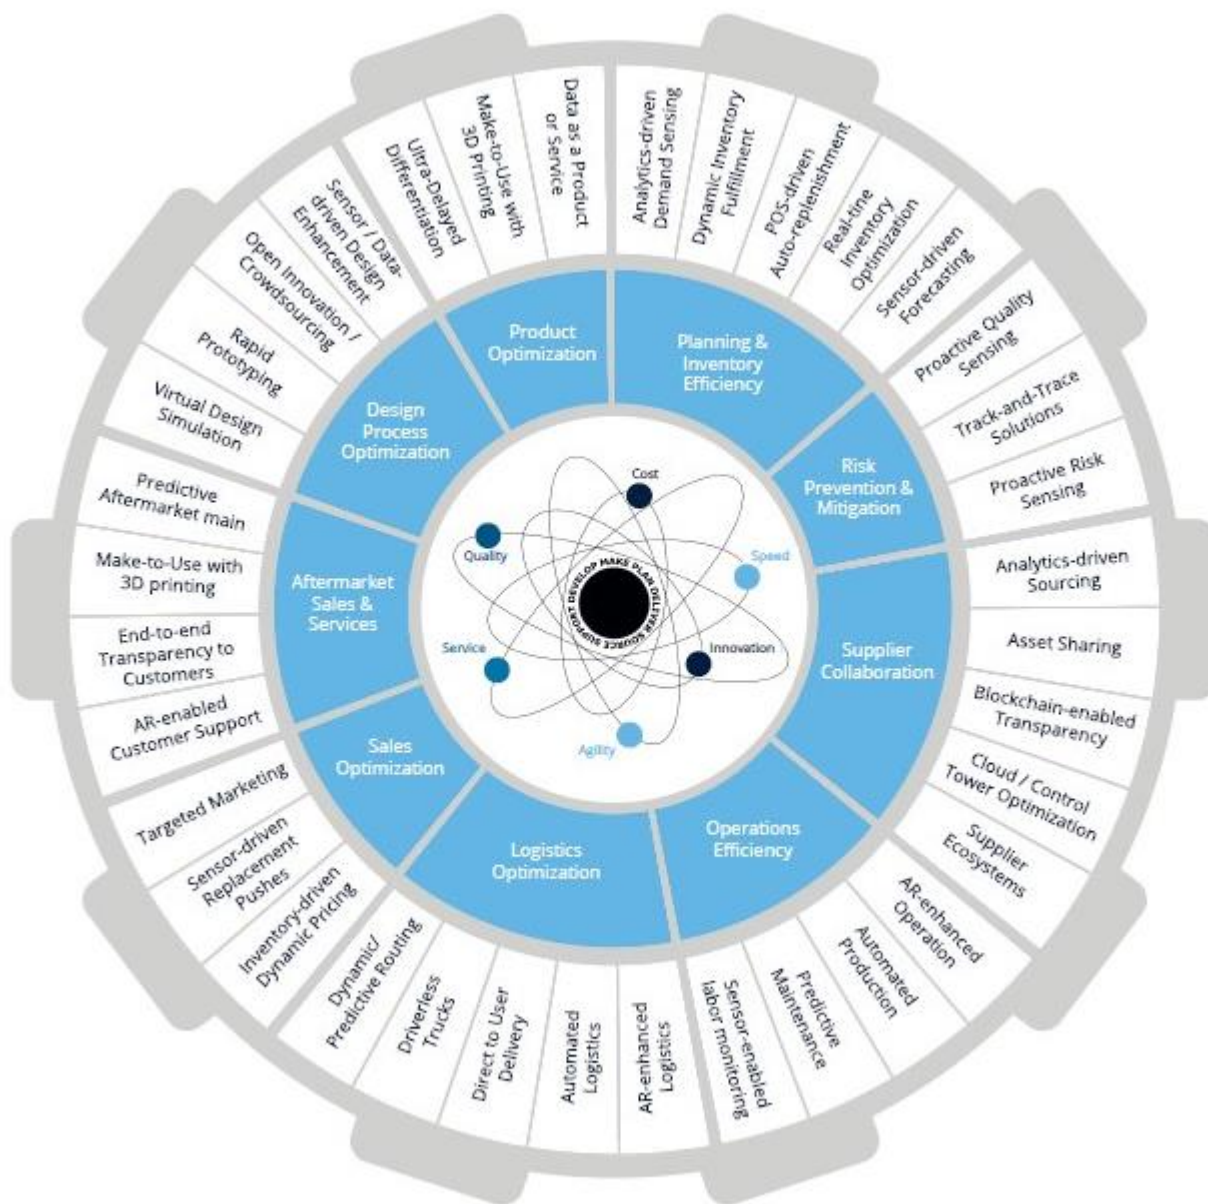 Analytics-driven
Demand Sensing
Dynamic Inventory
Fulfillment
POS-driven
Auto-replenishment
Real-tine
Inventory
Optimization
Sensor-driven
Forecasting
Proactive Quality
Sensing
Track-and-Trace
Solutions
Proactive Risk
Sensing
Analytics-driven
Sourcing
Asset Sharing
Blockchain-enabled
Transparency
Cloud / Control
Tower Optimization
Supplier
Ecosystems
AR-enhanced
Operation
Automated
Production
Predictive
Maintenance
Sensor-enabled
labor monitoring
AR-enhanced
Logistics
Automated
Logistics
Direct to User
Delivery
Driverless
Trucks
Dynamic/
Predictive Routing
Inventory-driven
Dynamic Pricing
Sensor-driven
Replacement
Pushes
Targeted Marketing
AR-enabled
Customer Support
End-to-end
Transparency to
Customers
Make-to-Use with
3D printing
Predictive
Aftermarket main
Virtual Design
Simulation
Rapid
Prototyping
Open Innovation /
Crowdsourcing
Sensor / Data-
driven Design
Enhancement
Ultra-Delayed
Differentiation
Make-to-Use with
3D Printing
Data as a Product
or Service
Planning &
Inventory
Efficiency
Risk
Prevention &
Mitigation
Supplier
Collaboration
Operations
Efficiency
Logistics
Optimization
Sales
Optimization
Aftermarket
Sales &
Services
Design
Process
Optimization
Product
Optimization
Cost
Speed
Innovation
Agility
Service
Quality
DEVELOP MAKE PLAN DELIVER SOURCE SUPPORT